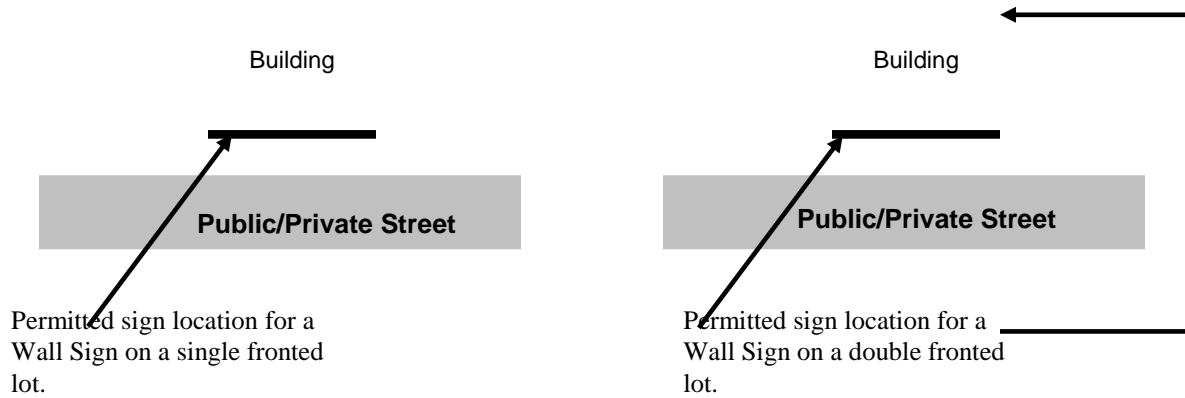 Building
Public/Private Street
Permitted sign location for a
Wall Sign on a single fronted
lot.
Building
Public/Private Street
Permitted sign location for a
Wall Sign on a double fronted
lot.